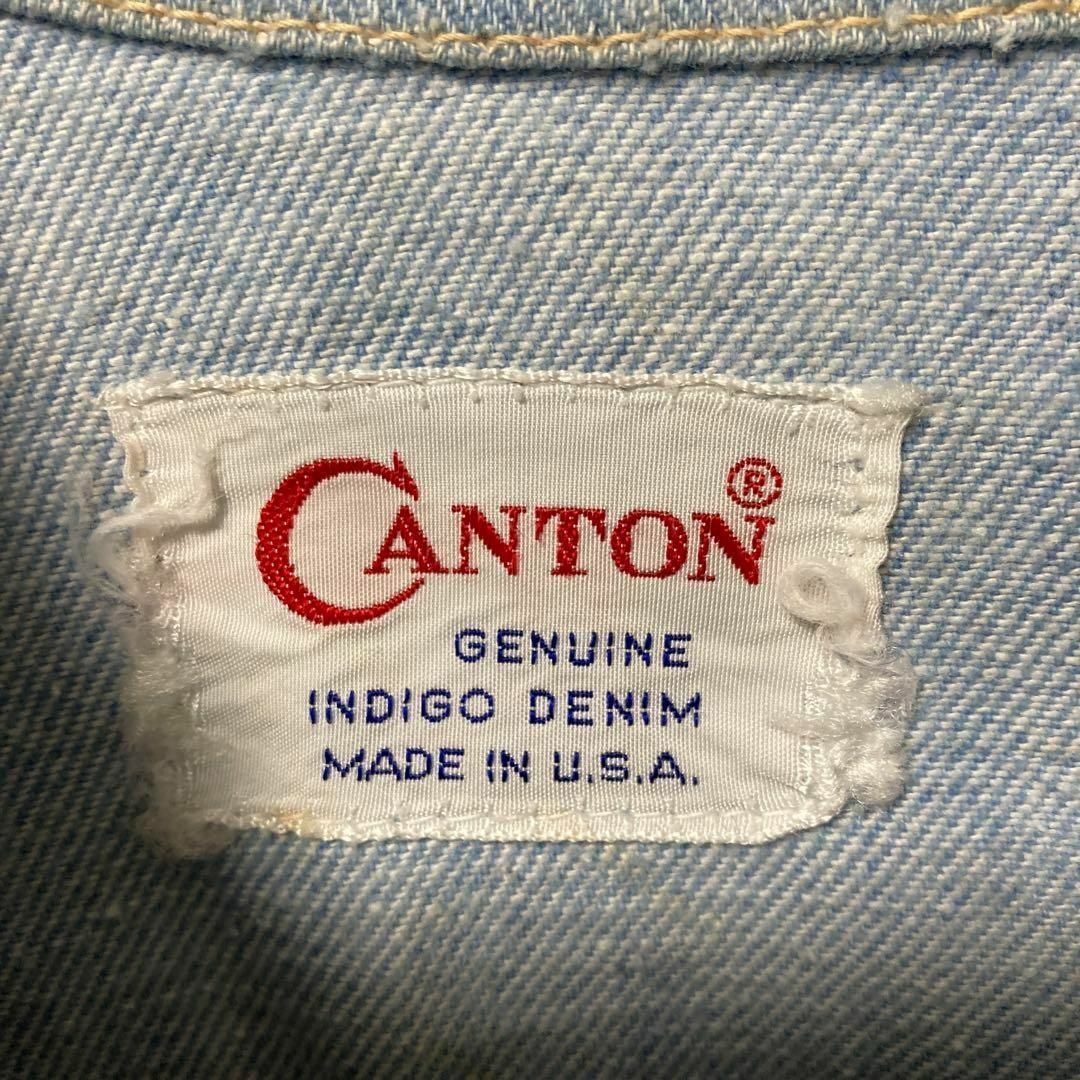 CANTON®
GENUINE
INDIGO DENIM
MADE IN U.S.A.